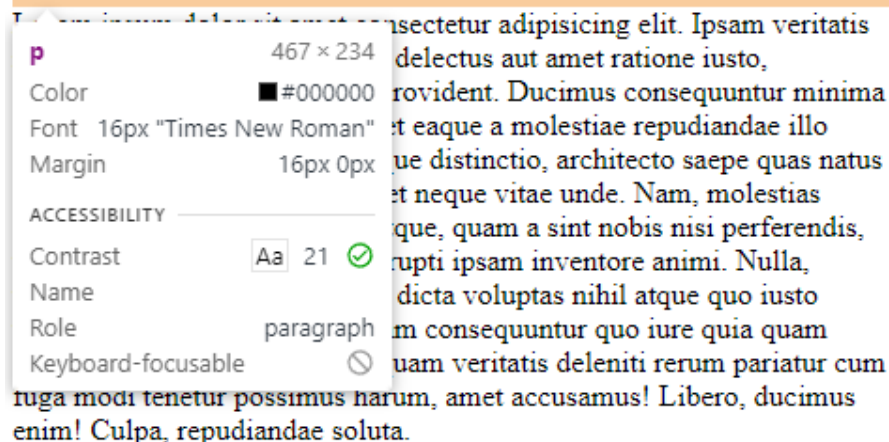 p 467 × 234
Color #000000
Font 16px "Times New Roman"
Margin 16px 0px
ACCESSIBILITY
Contrast Aa 21
Name
Role paragraph
Keyboard-focusable
adipisicing elit. Ipsam veritatis
delectus aut amet ratione iusto,
rovident. Ducimus consequuntur minima
et eaque a molestiae repudiandae illo
ue distinctio, architecto saepe quas natus
et neque vitae unde. Nam, molestias
que, quam a sint nobis nisi perferendis,
rupti ipsam inventore animi. Nulla,
dicta voluptas nihil atque quo iusto
m consequuntur quo iure quia quam
uam veritatis deleniti rerum pariatur cum
fuga modi tenetur possimus harum, amet accusamus! Libero, ducimus
enim! Culpa, repudiandae soluta.